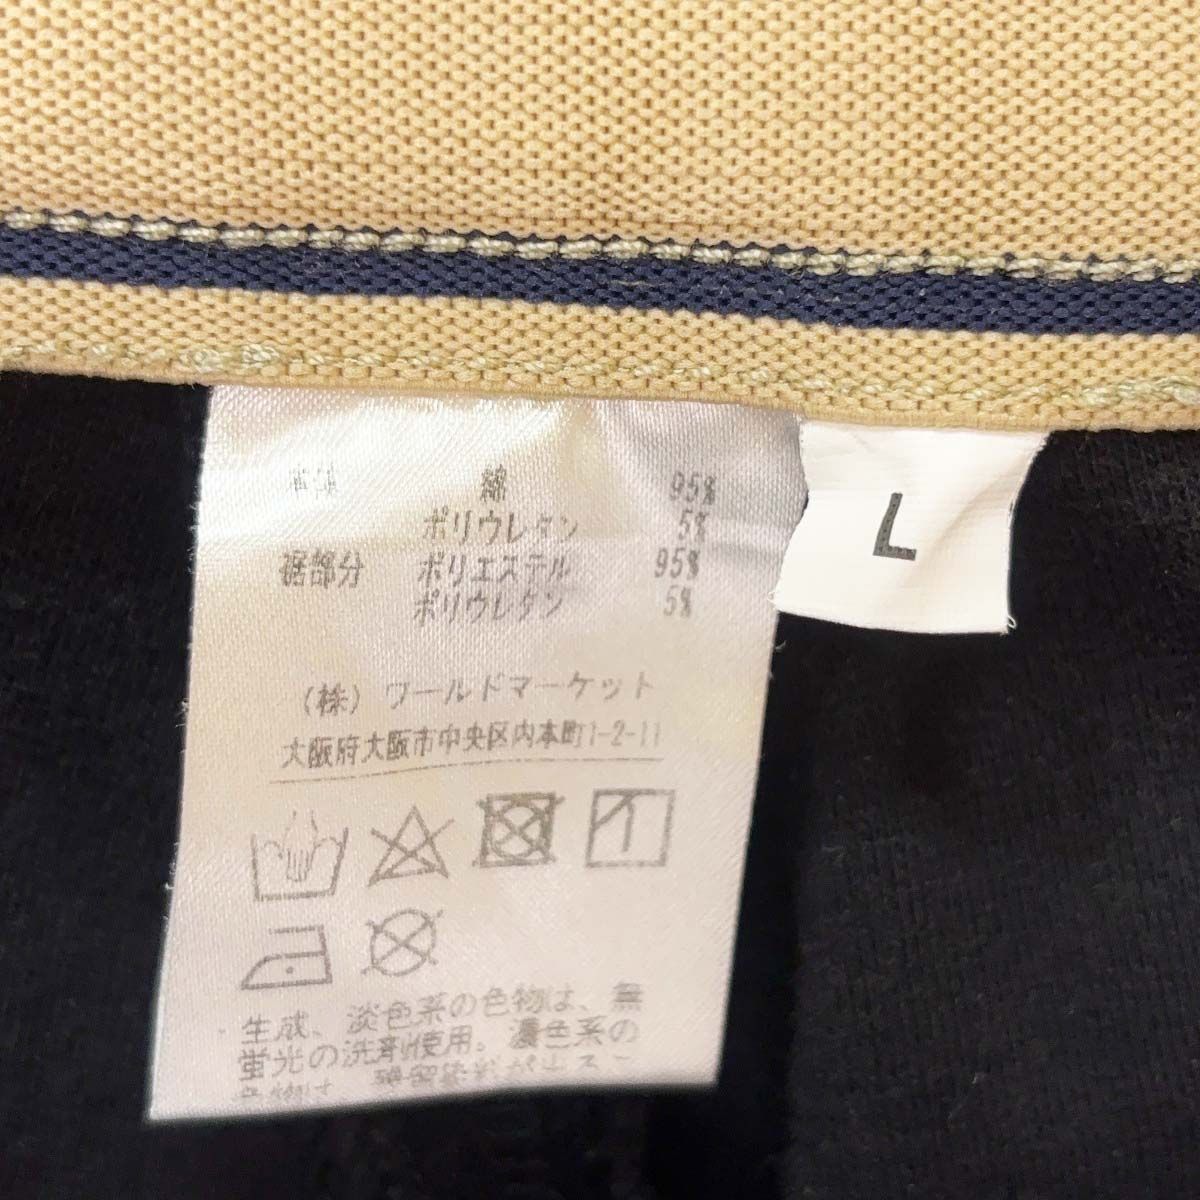 綿 95%
ポリウレタン 5%
裾部分 ポリエステル 95%
ポリウレタン 5%
(株) ワールドマーケット
大阪府大阪市中央区内本町1-2-11
生成、淡色系の色物は、無
蛍光の洗剤使用。濃色系の
L